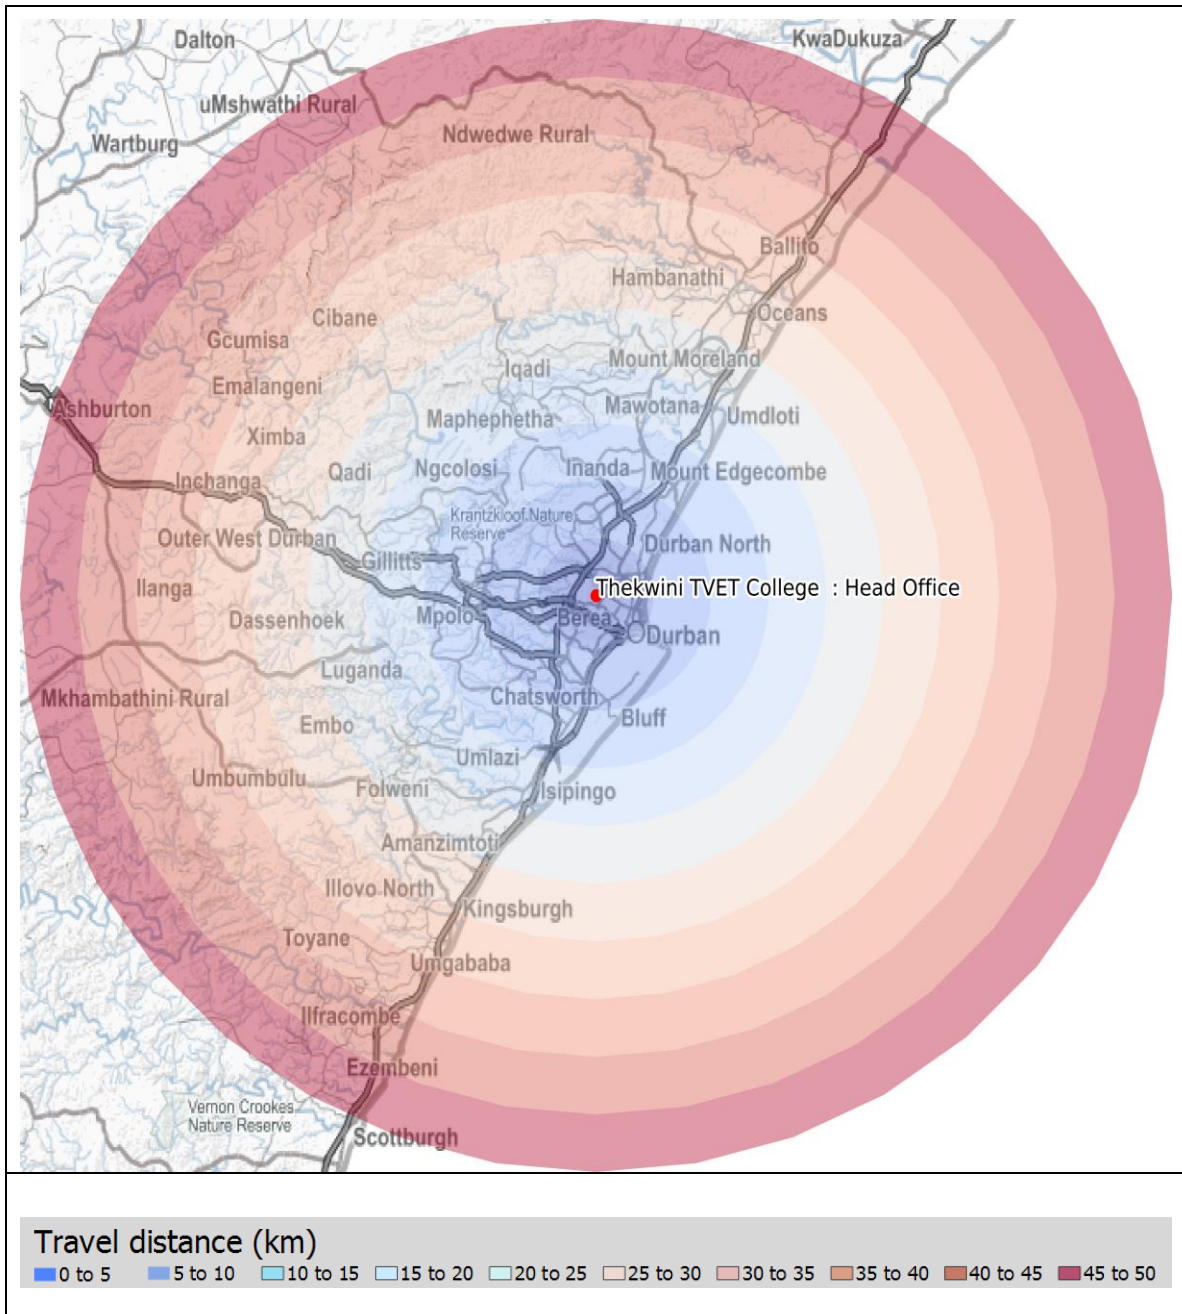 Dalton
KwaDukuza
uMshwathi Rural
Ndwedwe Rural
Wartburg
Ballito
Hambanathi
Oceans
Cibane
Gcumisa
Mount Moreland
Iqadi
Emalangeni
Ashburton
Mawotana
Umdloti
Maphephetha
Ximba
Qadi
Ngcolosi
Inanda
Mount Edgecombe
Inchanga
Krantzkloof Nature
Reserve
Outer West Durban
Durban North
Gillitts
Ilanga
Thekwini TVET College : Head Office
Dassenhoek
Mpolo
Berea
Durban
Luganda
Mkhambathini Rural
Chatsworth
Embo
Bluff
Umlazi
Umbumbulu
Folweni
Isipingo
Amanzimtoti
Illovo North
Kingsburgh
Toyane
Umgababa
Ilfracombe
Ezembeni
Vernon Crookes
Nature Reserve
Scottburgh
Travel distance (km)
0 to 5 5 to 10 10 to 15 15 to 20 20 to 25 25 to 30 30 to 35 35 to 40 40 to 45 45 to 50